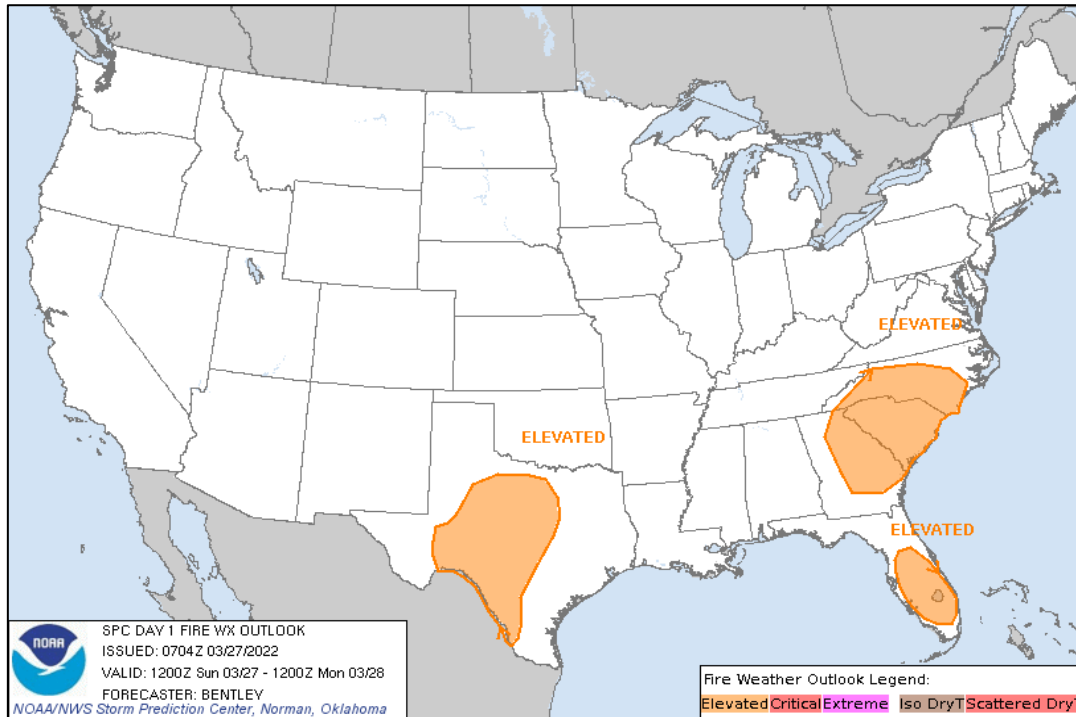 ELEVATED
ELEVATED
ELEVATED
NOAA
SPC DAY 1 FIRE WX OUTLOOK
ISSUED: 0704Z 03/27/2022
VALID: 1200Z Sun 03/27 - 1200Z Mon 03/28
FORECASTER: BENTLEY
NOAA/NWS Storm Prediction Center, Norman, Oklahoma
Fire Weather Outlook Legend:
Elevated Critical Extreme Iso DryT Scattered DryT